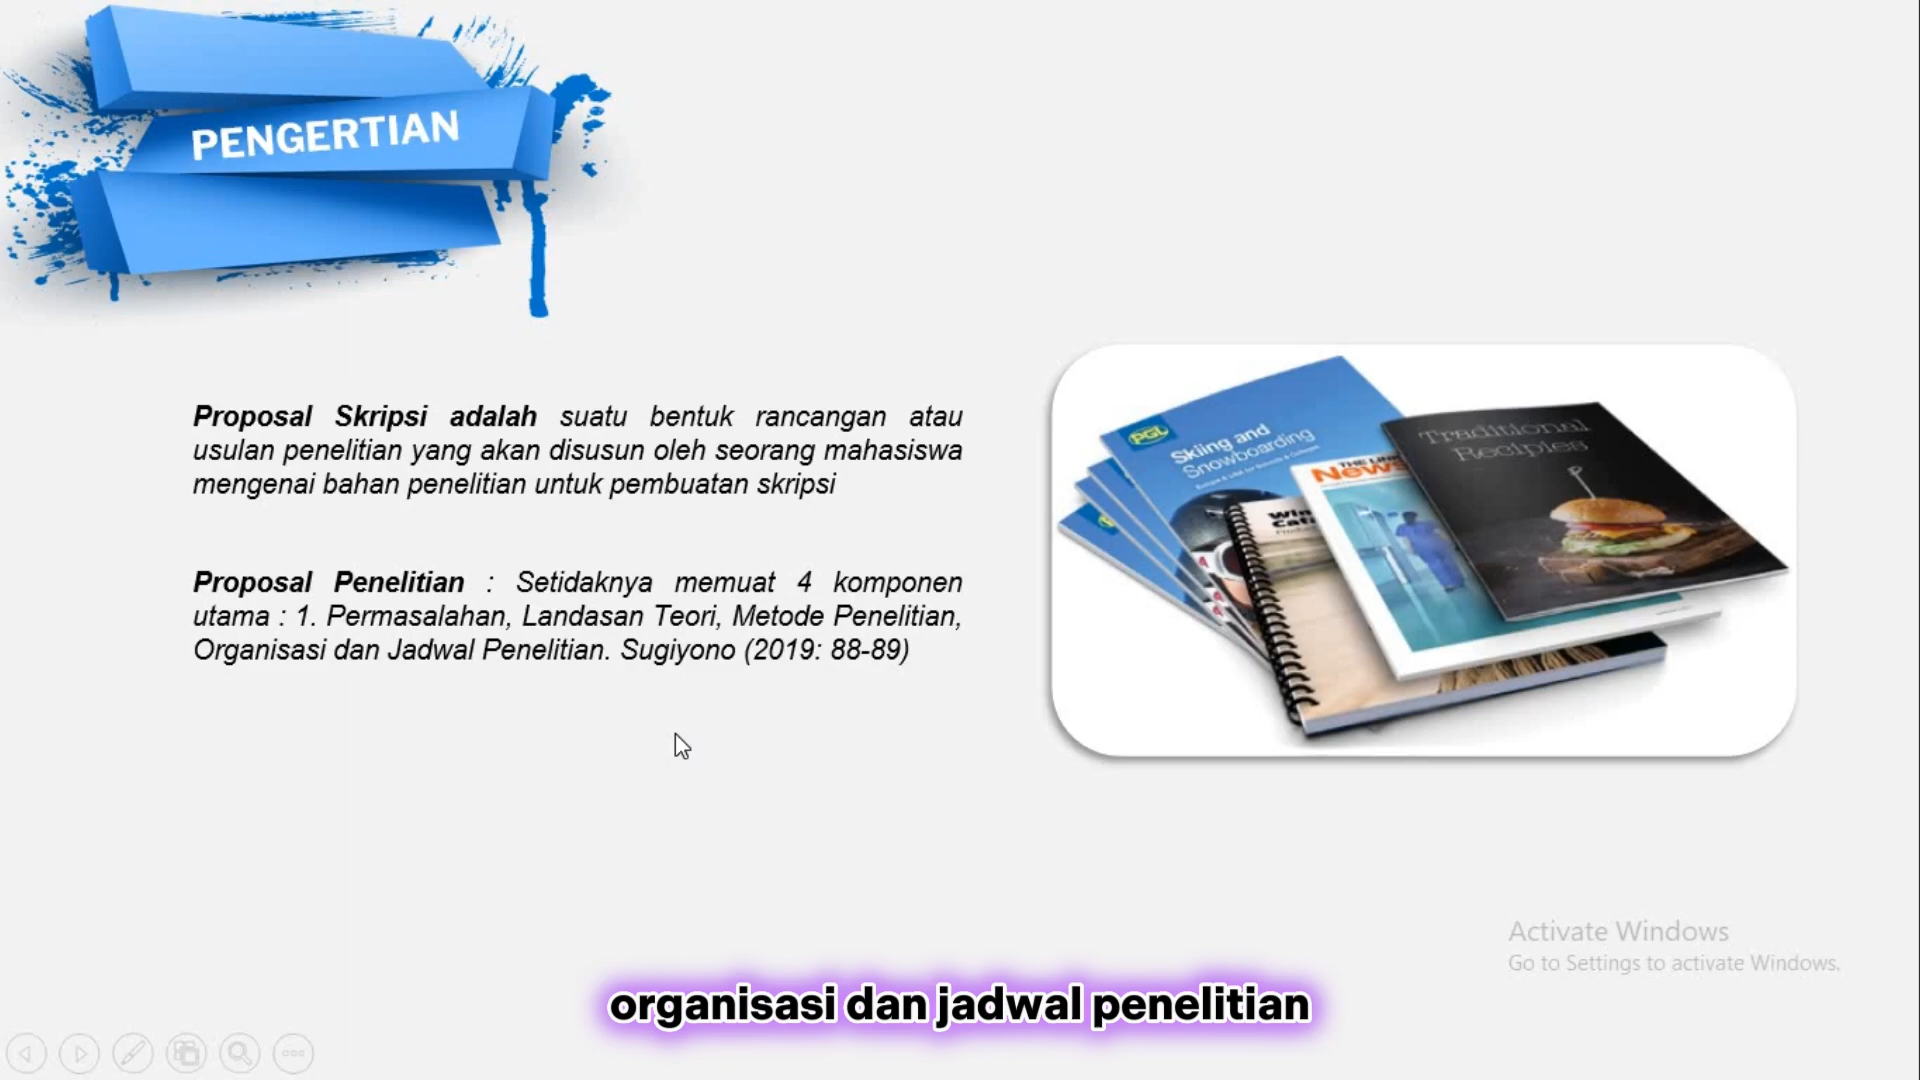 PENGERTIAN
Proposal Skripsi adalah suatu bentuk rancangan atau
usulan penelitian yang akan disusun oleh seorang mahasiswa
mengenai bahan penelitian untuk pembuatan skripsi
Proposal Penelitian : Setidaknya memuat 4 komponen
utama : 1. Permasalahan, Landasan Teori, Metode Penelitian,
Organisasi dan Jadwal Penelitian. Sugiyono (2019: 88-89)
PGL
Skiing and
Snowboarding
Traditional
Recipies
THE
News
Activate Windows
Go to Settings to activate Windows.
organisasi dan jadwal penelitian